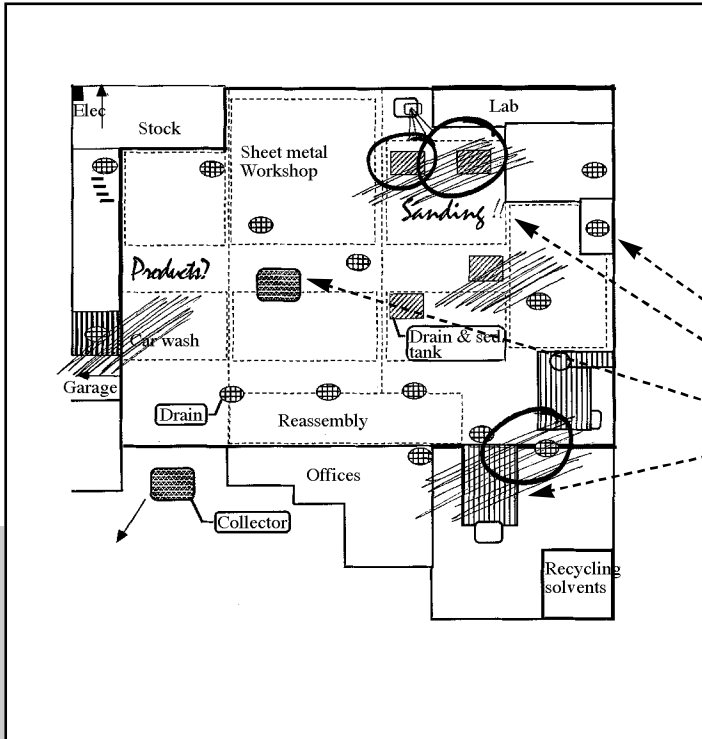 Elec
Stock
Lab
Sheet metal
Workshop
Sanding !!
Products?
Car wash
Drain & sed.
tank
Garage
Drain
Reassembly
Offices
Collector
Recycling
solvents